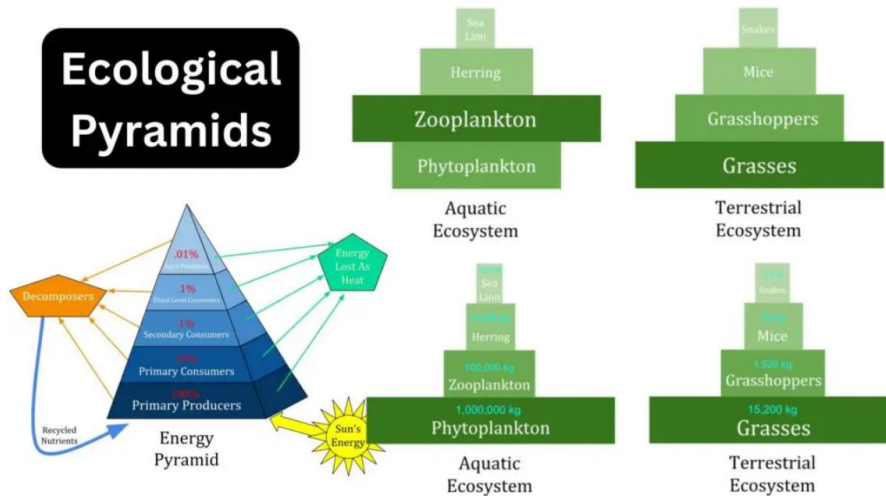 Ecological
Pyramids
Sea
Lion
Herring
Zooplankton
Phytoplankton
Aquatic
Ecosystem
Snakes
Mice
Grasshoppers
Grasses
Terrestrial
Ecosystem
Decomposers
Recycled
Nutrients
.01%
.1%
Third Level Consumers
1%
Secondary Consumers
Primary Consumers
100%
Primary Producers
Energy
Pyramid
Energy
Lost As
Heat
Sun's
Energy
Sea
Lion
Herring
100,000 kg
Zooplankton
1,000,000 kg
Phytoplankton
Aquatic
Ecosystem
Snakes
Mice
1,520 kg
Grasshoppers
15,200 kg
Grasses
Terrestrial
Ecosystem